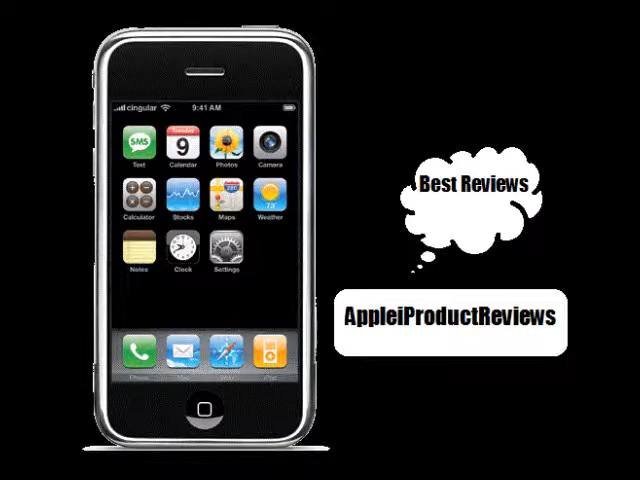 cingular 9:41 AM
SMS Tuesday 9 280
Text Calendar Photos Camera
73°
Calculator Stocks Maps Weather
Notes Clock Settings
Best Reviews
AppleiProductReviews